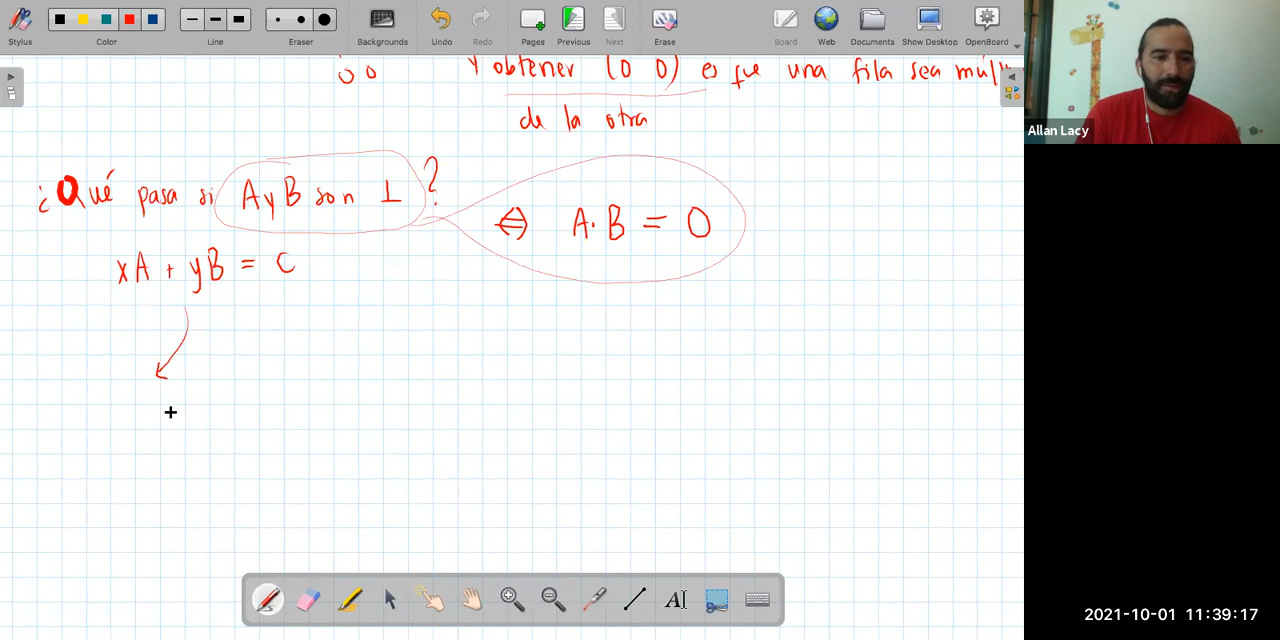 Stylus Color Line Eraser Backgrounds Undo Redo Pages Previous Next Erase Board Web Documents Show Desktop OpenBoard
y obtener (0 0) es que una fila sea múl
de la otra
Allan Lacy
¿Qué pasa si A y B son ⊥ ?
⇔ A·B = 0
xA + yB = C
2021-10-01 11:39:17